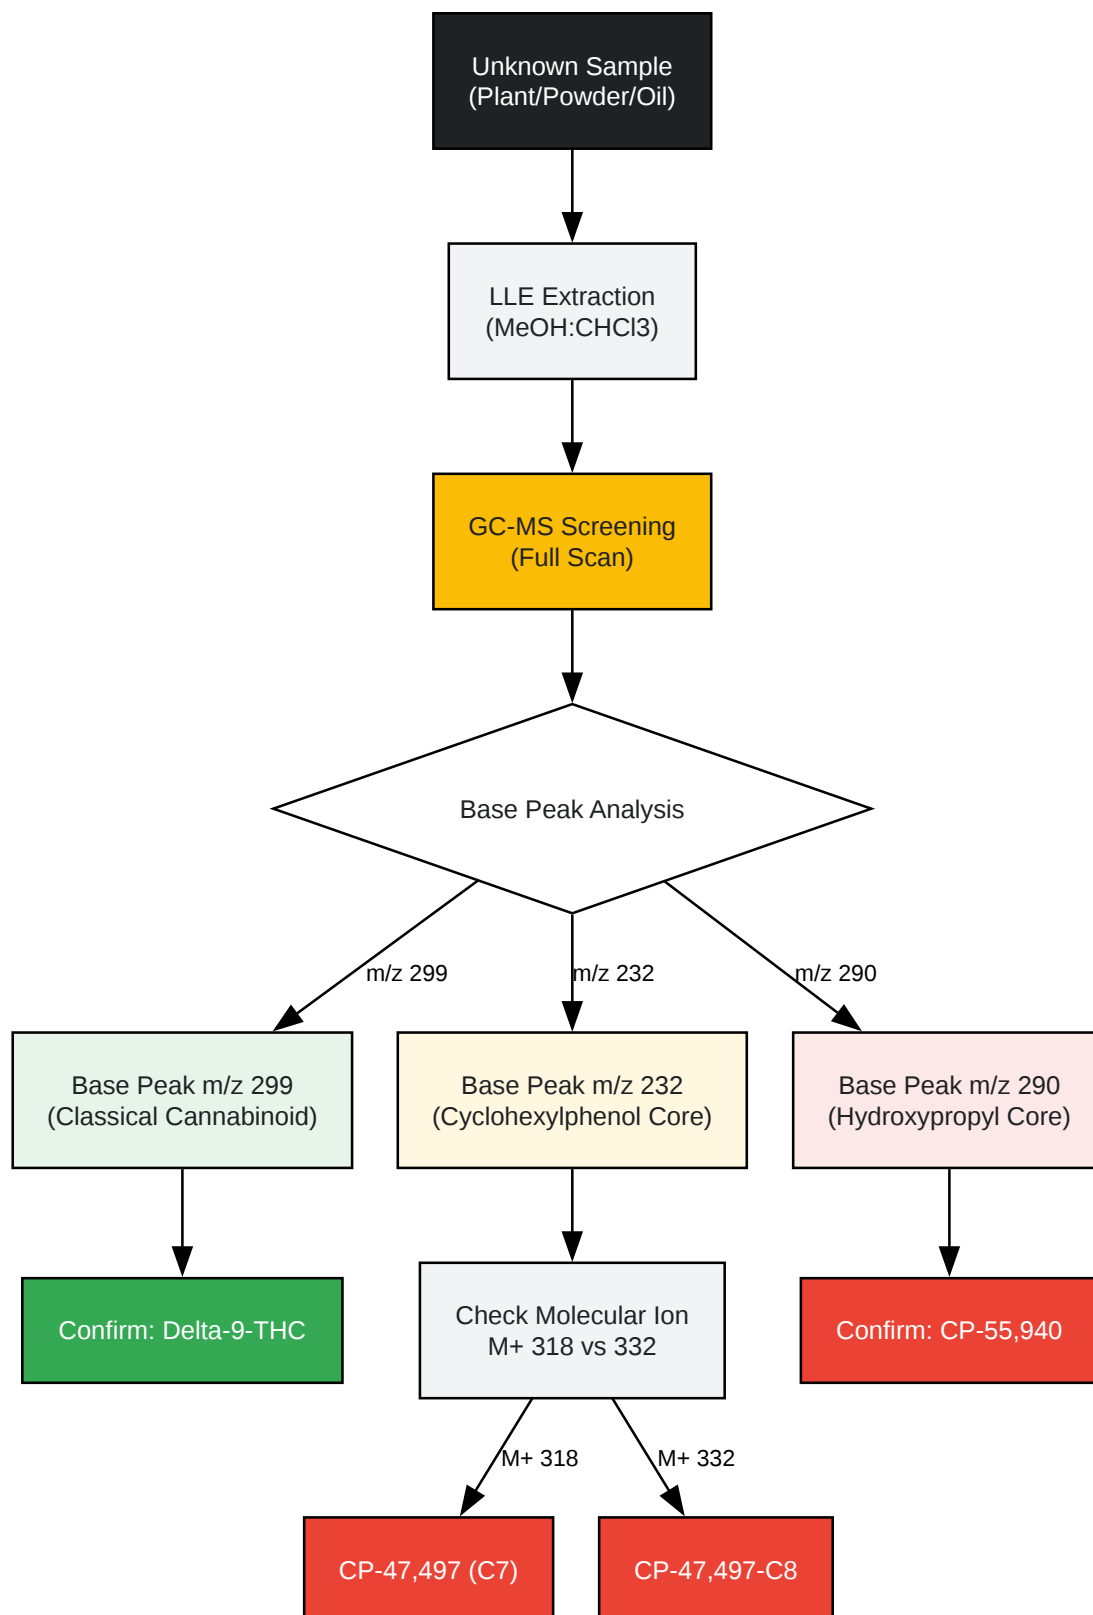 Unknown Sample
(Plant/Powder/Oil)
LLE Extraction
(MeOH:CHCl3)
GC-MS Screening
(Full Scan)
Base Peak Analysis
m/z 299
m/z 232
m/z 290
Base Peak m/z 299
(Classical Cannabinoid)
Base Peak m/z 232
(Cyclohexylphenol Core)
Base Peak m/z 290
(Hydroxypropyl Core)
Confirm: Delta-9-THC
Check Molecular Ion
M+ 318 vs 332
Confirm: CP-55,940
M+ 318
M+ 332
CP-47,497 (C7)
CP-47,497-C8